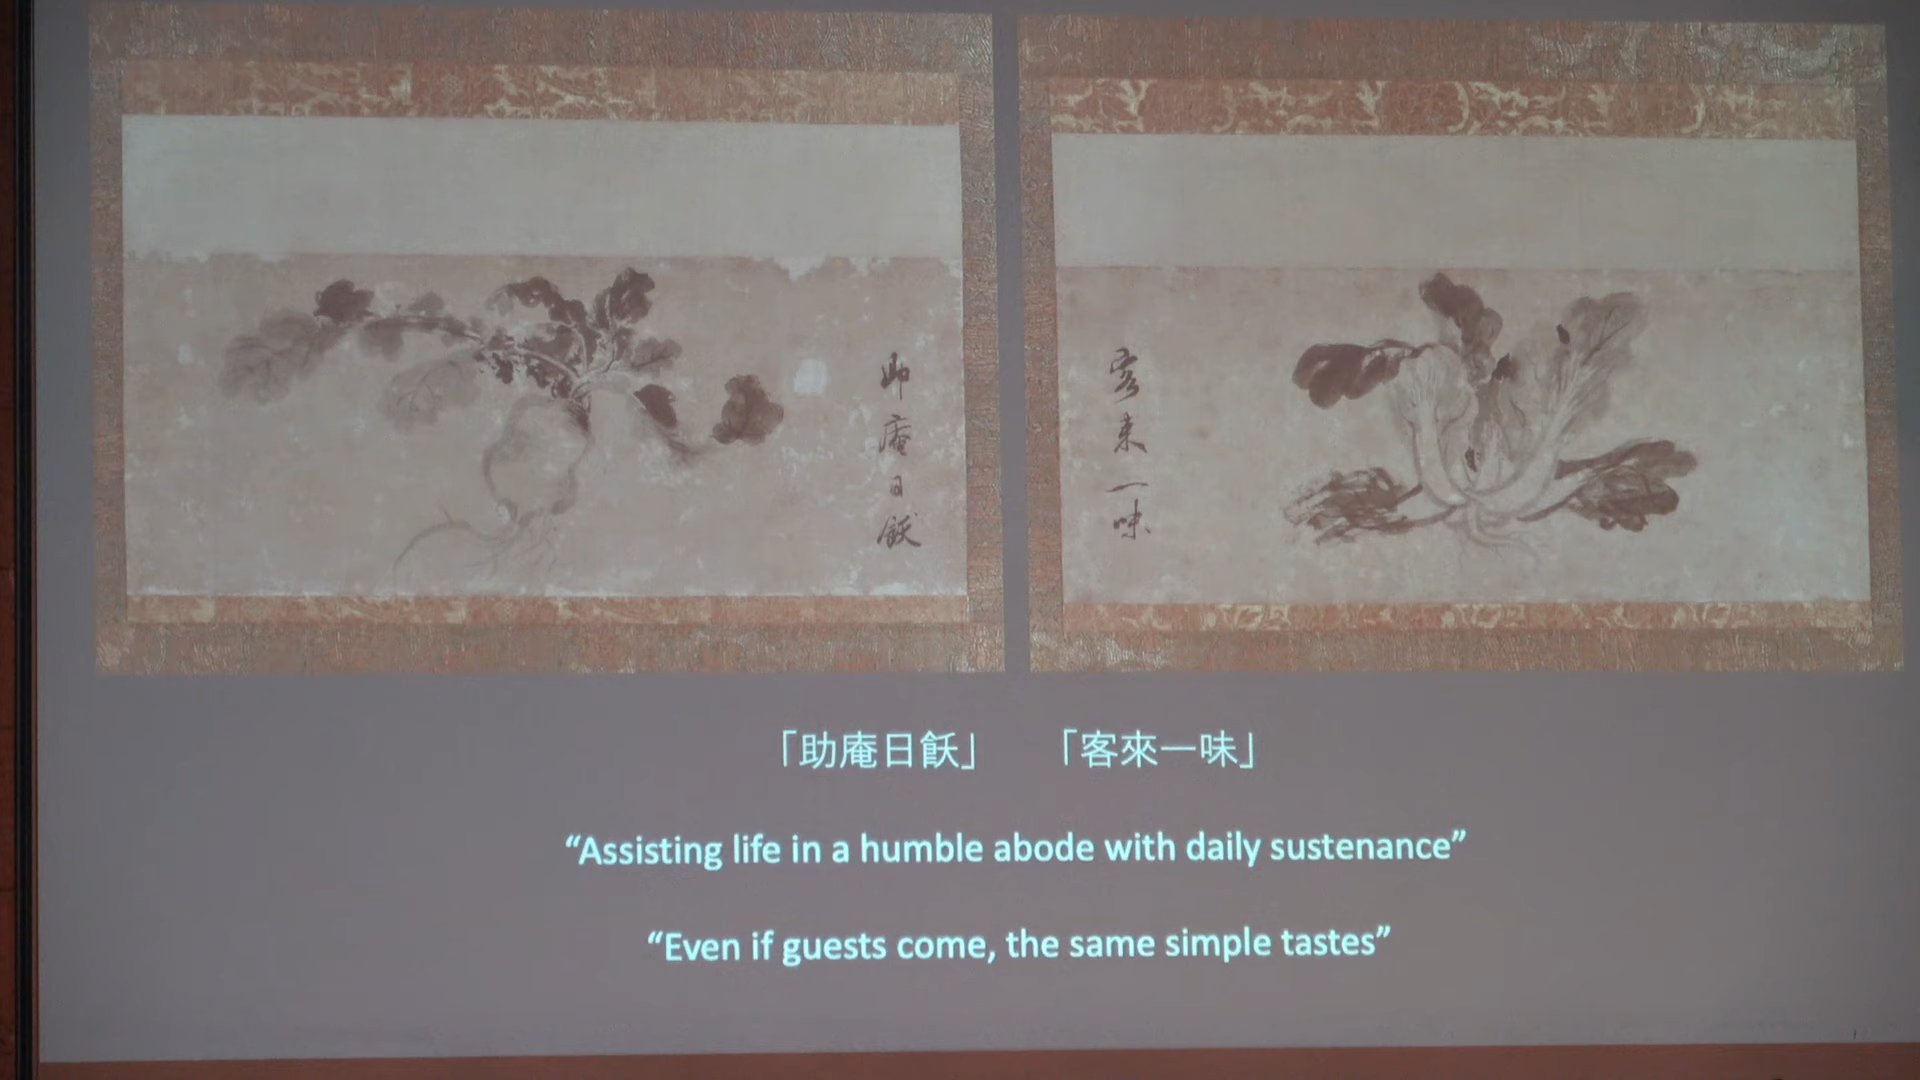 助庵日飫
客來一味
「助庵日飫」 「客來一味」
“Assisting life in a humble abode with daily sustenance”
“Even if guests come, the same simple tastes”